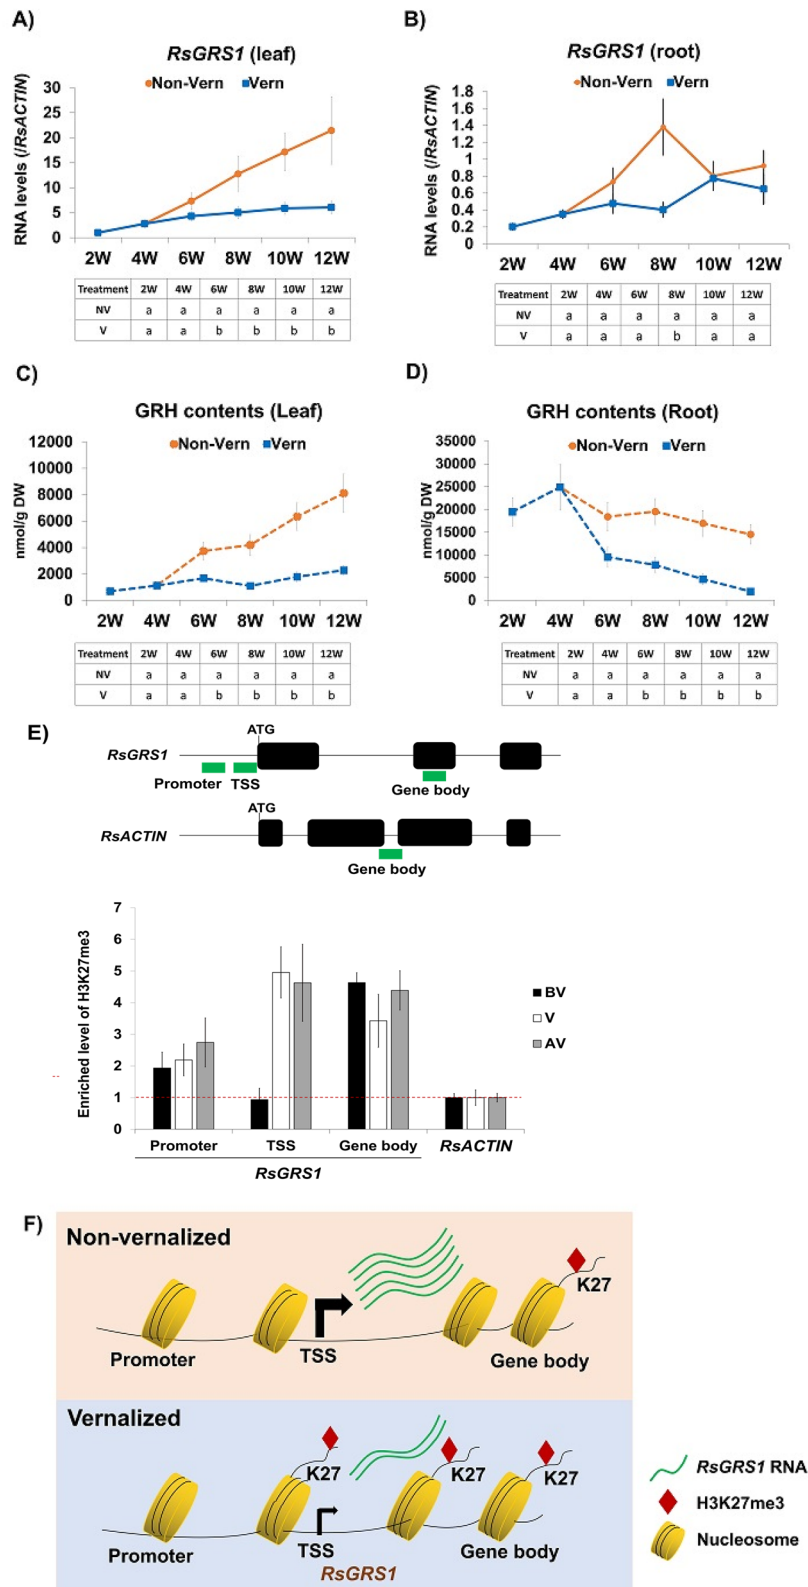 A)
RsGRS1 (leaf)
Non-Vern Vern
RNA levels (/RsACTIN)
30
25
20
15
10
5
0
2W 4W 6W 8W 10W 12W
Treatment 2W 4W 6W 8W 10W 12W
NV a a a a a a
V a a b b b b
B)
RsGRS1 (root)
Non-Vern Vern
RNA levels (/RsACTIN)
1.8
1.6
1.4
1.2
1
0.8
0.6
0.4
0.2
0
2W 4W 6W 8W 10W 12W
Treatment 2W 4W 6W 8W 10W 12W
NV a a a a a a
V a a a b a a
C)
GRH contents (Leaf)
Non-Vern Vern
nmol/g DW
12000
10000
8000
6000
4000
2000
0
2W 4W 6W 8W 10W 12W
Treatment 2W 4W 6W 8W 10W 12W
NV a a a a a a
V a a b b b b
D)
GRH contents (Root)
Non-Vern Vern
nmol/g DW
35000
30000
25000
20000
15000
10000
5000
0
2W 4W 6W 8W 10W 12W
Treatment 2W 4W 6W 8W 10W 12W
NV a a a a a a
V a a b b b b
E)
ATG
RsGRS1
Promoter TSS Gene body
ATG
RsACTIN
Gene body
Enriched level of H3K27me3
7
6
5
4
3
2
1
0
BV
V
AV
Promoter TSS Gene body RsACTIN
RsGRS1
F)
Non-vernalized
K27
Promoter TSS Gene body
Vernalized
K27 K27 K27
Promoter TSS Gene body
RsGRS1
RsGRS1 RNA
H3K27me3
Nucleosome